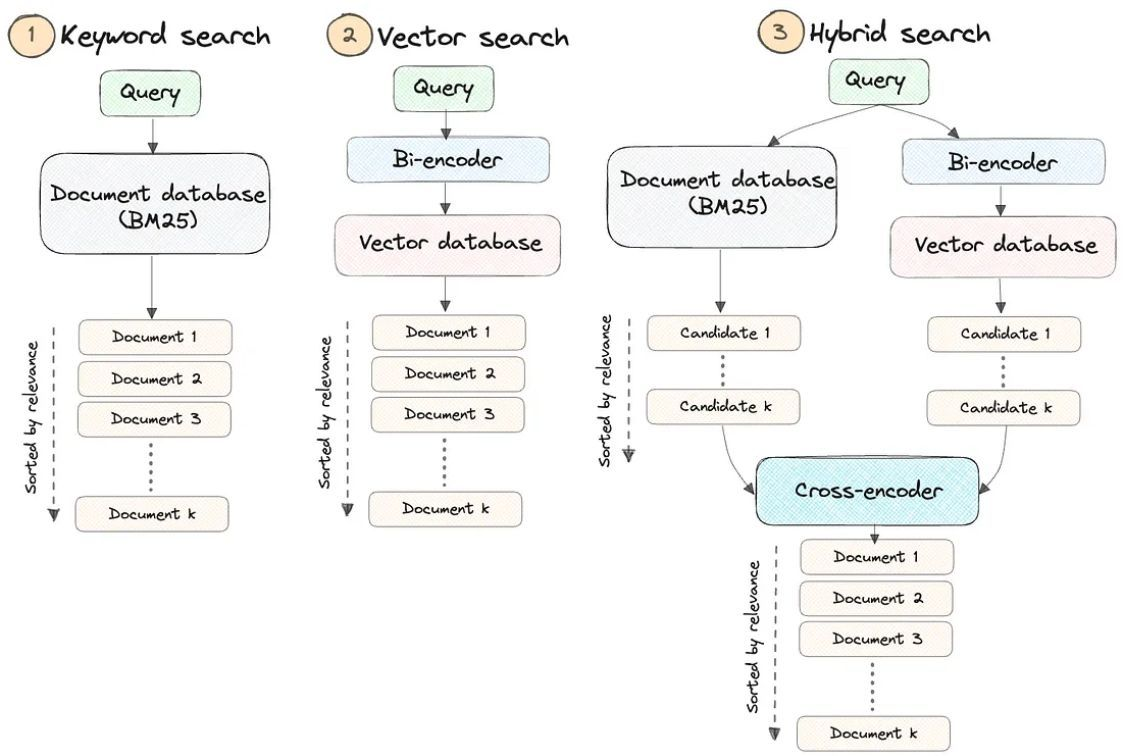 1 Keyword search
Query
Document database
(BM25)
Sorted by relevance
Document 1
Document 2
Document 3
Document k
2 Vector search
Query
Bi-encoder
Vector database
Sorted by relevance
Document 1
Document 2
Document 3
Document k
3 Hybrid search
Query
Document database
(BM25)
Bi-encoder
Vector database
Sorted by relevance
Candidate 1
Candidate k
Candidate 1
Candidate k
Cross-encoder
Sorted by relevance
Document 1
Document 2
Document 3
Document k